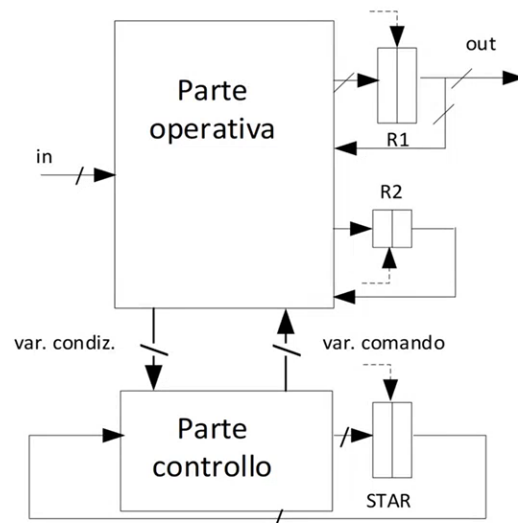 out
Parte
operativa
R1
in
R2
var. condiz.
var. comando
Parte
controllo
STAR